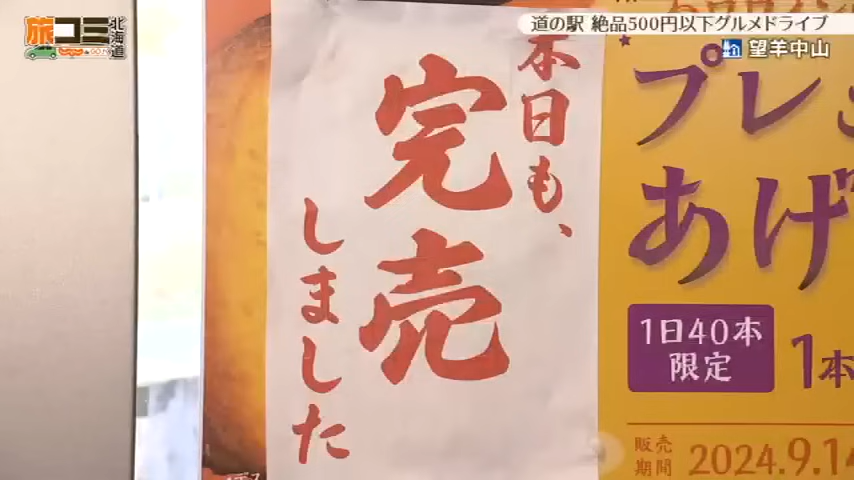 旅コミ北海道
道の駅 絶品500円以下グルメドライブ
望羊中山
本日も、
完売
しました
プレ
あげ
1日40本
限定
1本
販売
期間
2024.9.14